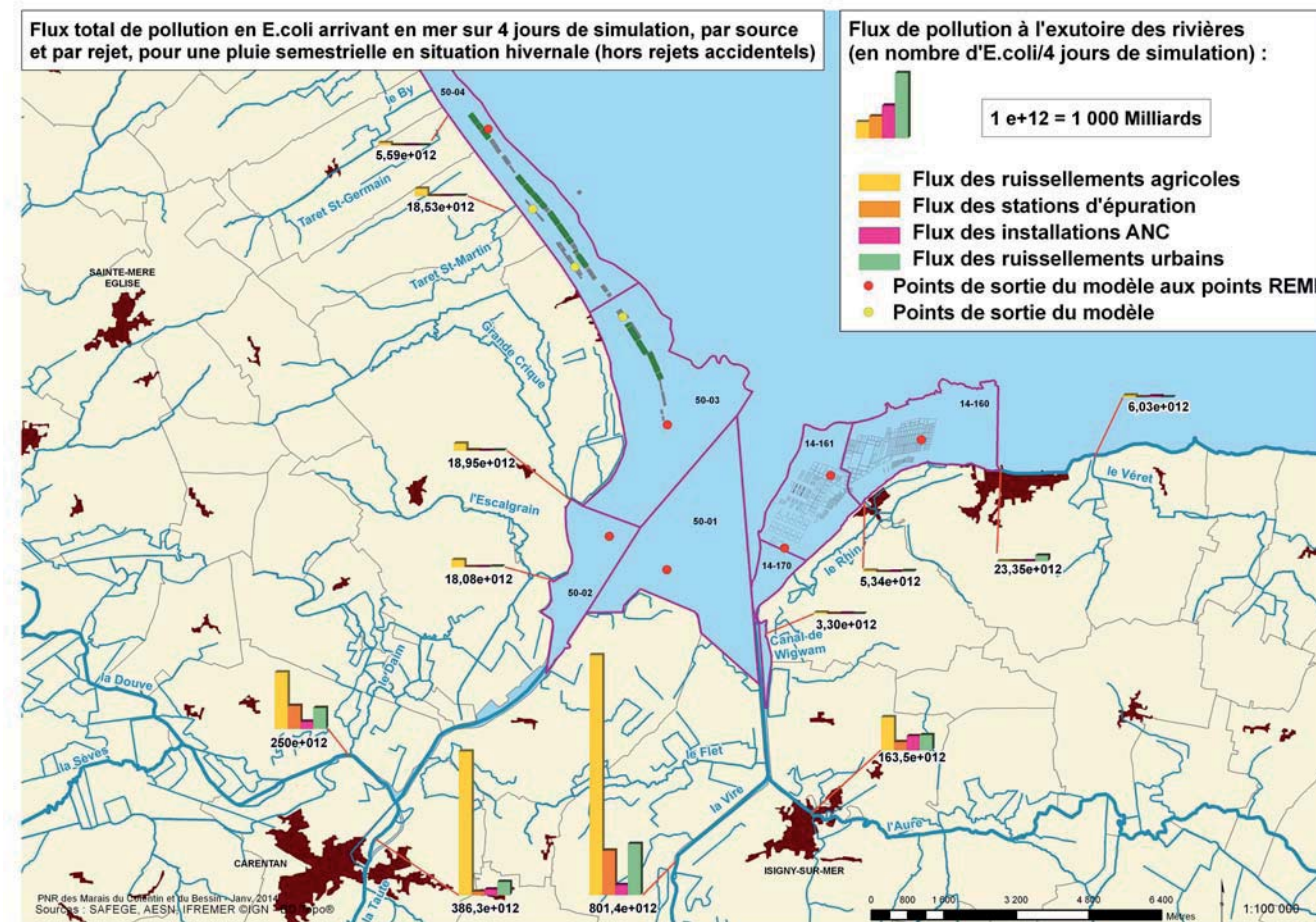 Flux total de pollution en E.coli arrivant en mer sur 4 jours de simulation, par source
et par rejet, pour une pluie semestrielle en situation hivernale (hors rejets accidentels)
Flux de pollution à l'exutoire des rivières
(en nombre d'E.coli/4 jours de simulation) :
1 e+12 = 1 000 Milliards
Flux des ruissellements agricoles
Flux des stations d'épuration
Flux des installations ANC
Flux des ruissellements urbains
Points de sortie du modèle aux points REMI
Points de sortie du modèle
le By
50-04
5,59e+012
Taret St-Germain
18,53e+012
Taret St-Martin
SAINTE-MERE
EGLISE
Grande Crique
50-03
14-160
6,03e+012
14-161
18,95e+012
le Véret
l'Escalgrain
50-01
le Rhin
14-170
18,08e+012
50-02
5,34e+012
23,35e+012
3,30e+012
Canal-de
Wigwam
la Douve
le Daim
250e+012
la Sèves
le Flet
163,5e+012
la Vire
l'Aure
CARENTAN
ISIGNY-SUR-MER
la Taute
386,3e+012
801,4e+012
PNR des Marais du Cotentin et du Bessin - Janv. 2014
Sources : SAFEGE, AESN, IFREMER ©IGN - BD Topo®
0 800 1 600 3 200 4 800 6 400
Mètres
1:100 000